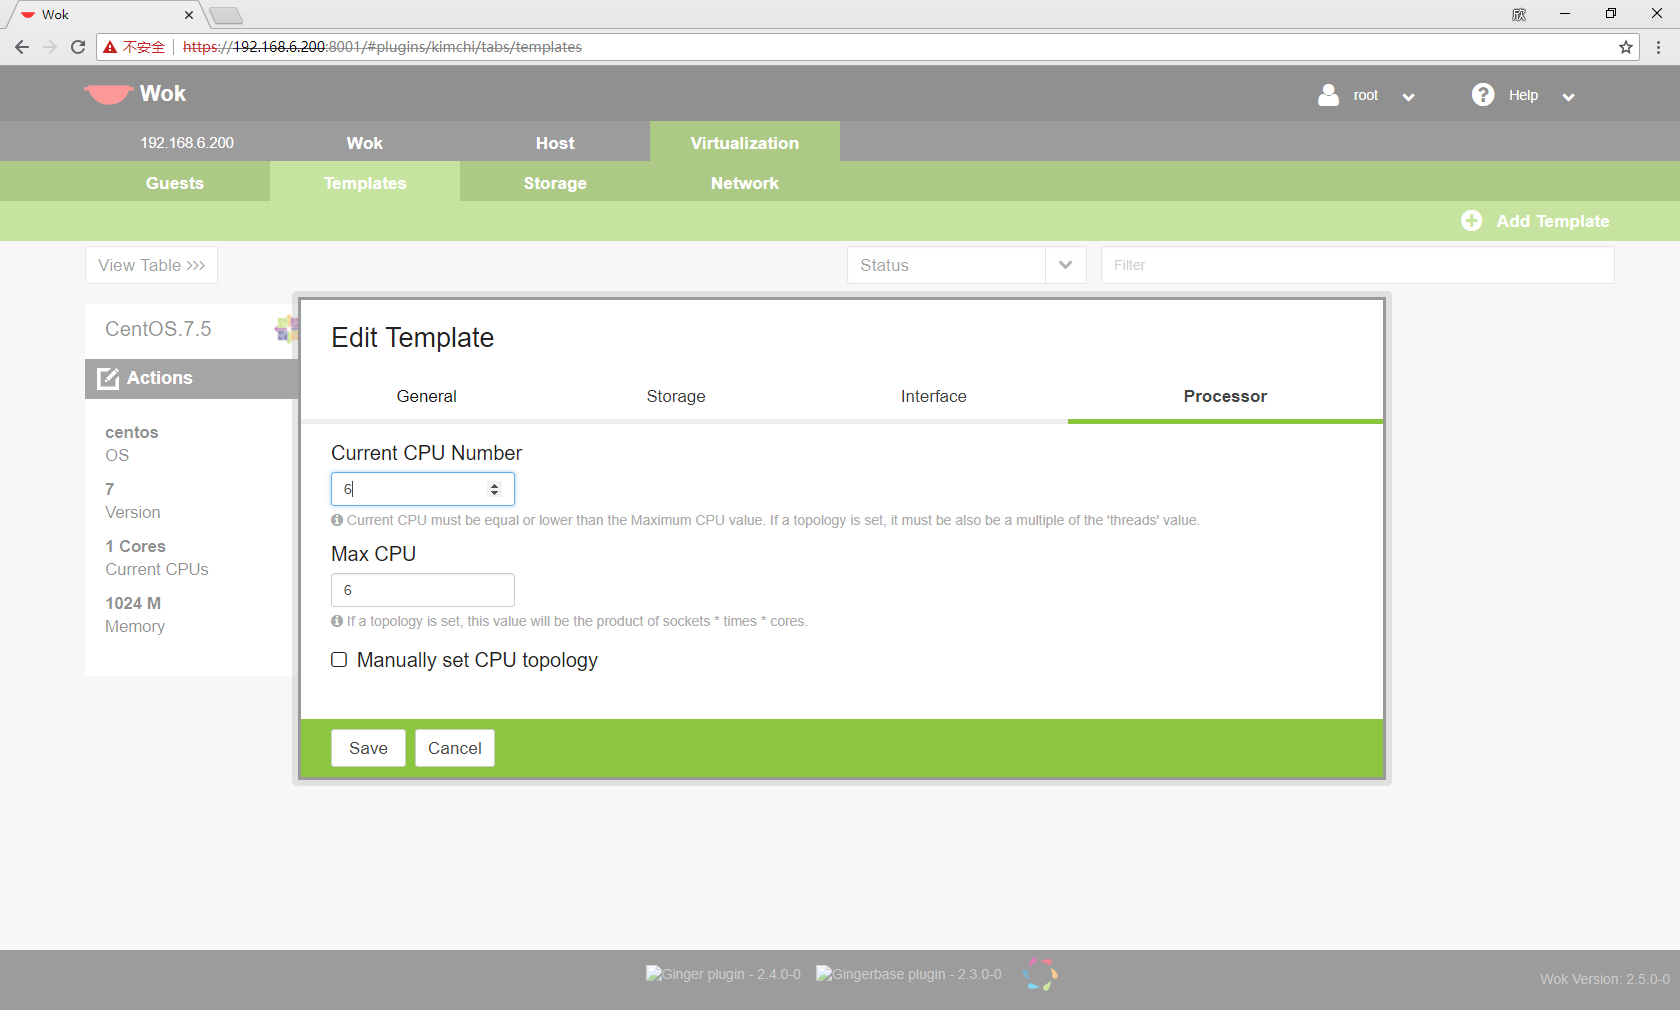 Wok
欣
不安全 https://192.168.6.200:8001/#plugins/kimchi/tabs/templates
Wok
root
Help
192.168.6.200 Wok Host Virtualization
Guests Templates Storage Network
Add Template
View Table >>>
Status
Filter
CentOS.7.5
Actions
centos
OS
7
Version
1 Cores
Current CPUs
1024 M
Memory
Edit Template
General Storage Interface Processor
Current CPU Number
6
Current CPU must be equal or lower than the Maximum CPU value. If a topology is set, it must be also be a multiple of the 'threads' value.
Max CPU
6
If a topology is set, this value will be the product of sockets * times * cores.
Manually set CPU topology
Save Cancel
Ginger plugin - 2.4.0-0 Gingerbase plugin - 2.3.0-0
Wok Version: 2.5.0-0